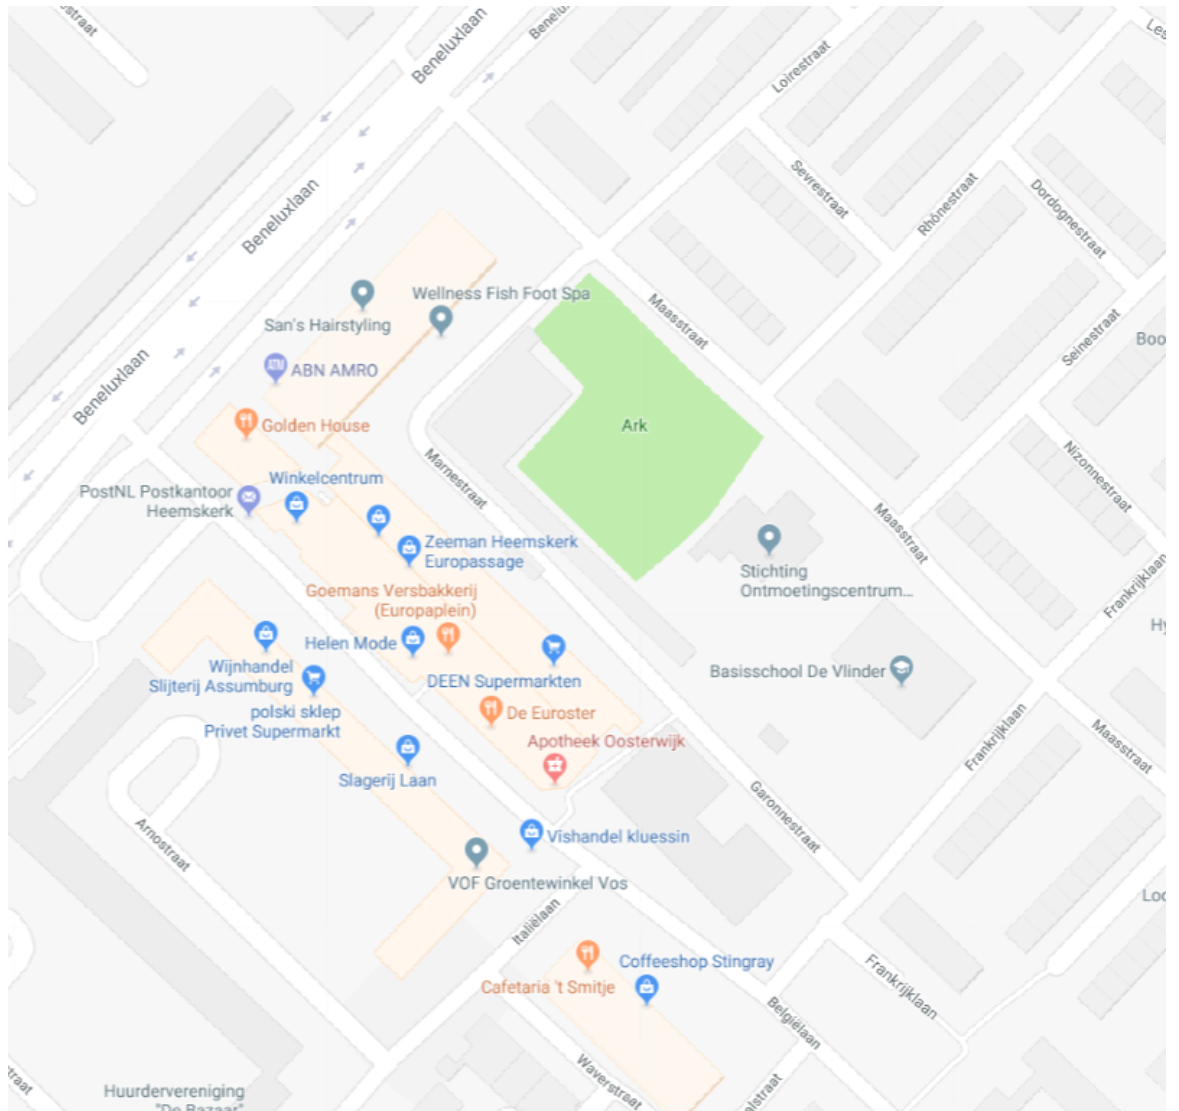 Beneluxlaan
Loirestraat
Sevrestraat
Rhônestraat
Dordognestraat
Beneluxlaan
Wellness Fish Foot Spa
San's Hairstyling
Maasstraat
Seinestraat
ABN AMRO
Beneluxlaan
Golden House
Ark
Marnestraat
Nizonnestraat
Winkelcentrum
PostNL Postkantoor
Heemskerk
Zeeman Heemskerk
Europassage
Maasstraat
Stichting
Ontmoetingscentrum...
Goemans Versbakkerij
(Europaplein)
Frankrijklaan
Helen Mode
Wijnhandel
Slijterij Assumburg
DEEN Supermarkten
Basisschool De Vlinder
polski sklep
Privet Supermarkt
De Euroster
Apotheek Oosterwijk
Frankrijklaan
Maasstraat
Slagerij Laan
Garonnestraat
Arnostraat
Vishandel kluessin
VOF Groentewinkel Vos
Italiëlaan
Coffeeshop Stingray
Cafetaria 't Smitje
Frankrijklaan
Belgiëlaan
Waverstraat
Huurdervereniging
"De Bazaar"